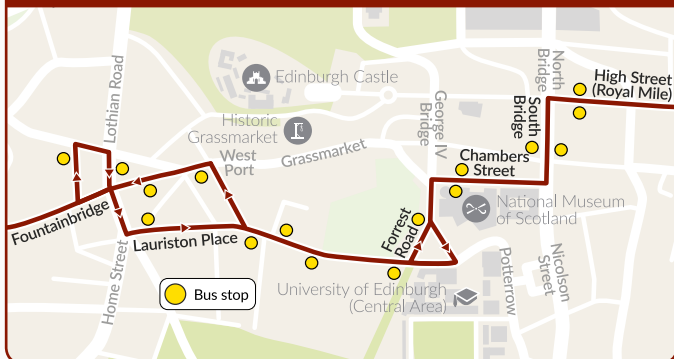 Lothian Road
Edinburgh Castle
Historic
Grassmarket
West
Port
Grassmarket
George IV
Bridge
North
Bridge
South
Bridge
High Street
(Royal Mile)
Chambers
Street
National Museum
of Scotland
Fountainbridge
Lauriston Place
Home Street
Forrest
Road
Potterrow
Nicolson
Street
University of Edinburgh
(Central Area)
Bus stop